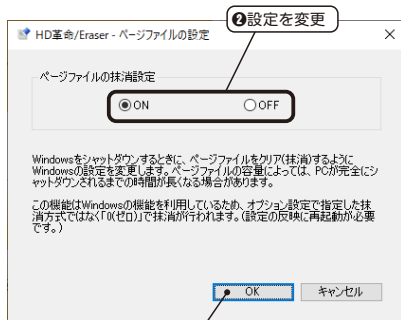 ❷設定を変更
HD革命/Eraser - ページファイルの設定
ページファイルの抹消設定
ON
OFF
Windowsをシャットダウンするときに、ページファイルをクリア(抹消)するように
Windowsの設定を変更します。ページファイルの容量によっては、PCが完全にシ
ャットダウンされるまでの時間が長くなる場合があります。
この機能はWindowsの機能を利用しているため、オプション設定で指定した抹
消方式ではなく「0(ゼロ)」で抹消が行われます。(設定の反映に再起動が必要
です。)
OK
キャンセル